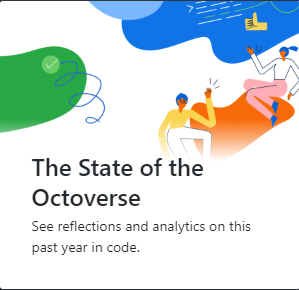 The State of the
Octoverse
See reflections and analytics on this
past year in code.